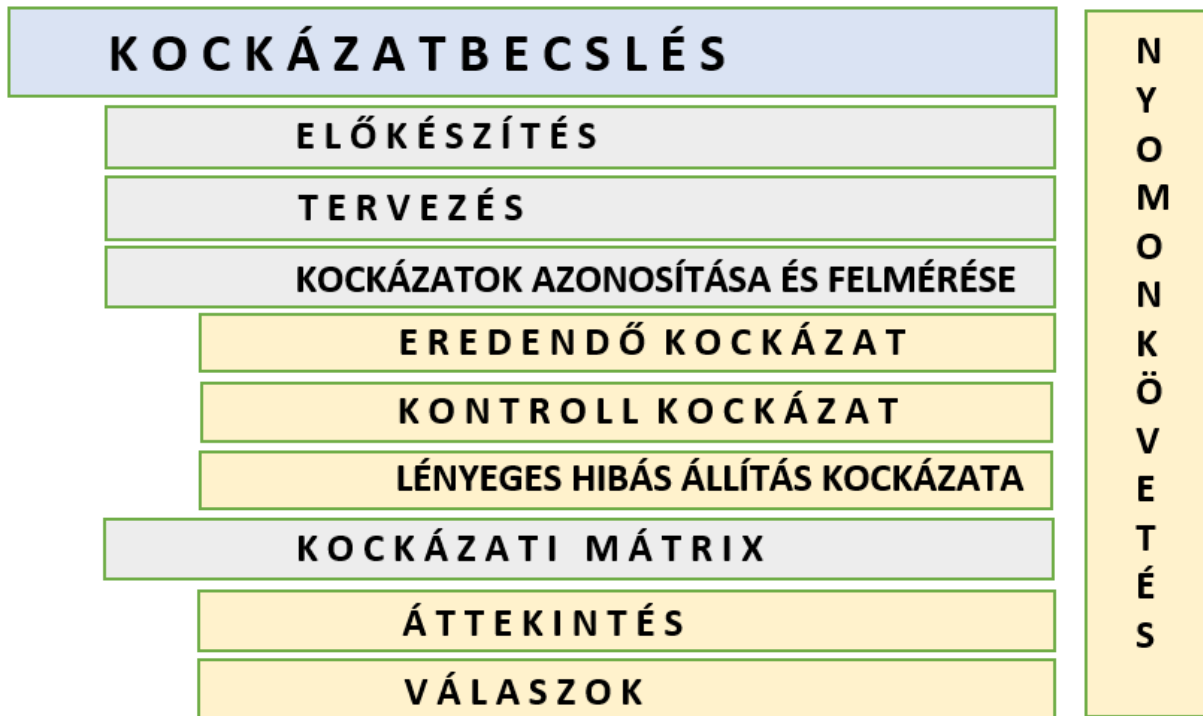 KOCKÁZATBECSLÉS
ELŐKÉSZÍTÉS
TERVEZÉS
KOCKÁZATOK AZONOSÍTÁSA ÉS FELMÉRÉSE
EREDENDŐ KOCKÁZAT
KONTROLL KOCKÁZAT
LÉNYEGES HIBÁS ÁLLÍTÁS KOCKÁZATA
KOCKÁZATI MÁTRIX
ÁTTEKINTÉS
VÁLASZOK
NYOMONKÖVETÉS